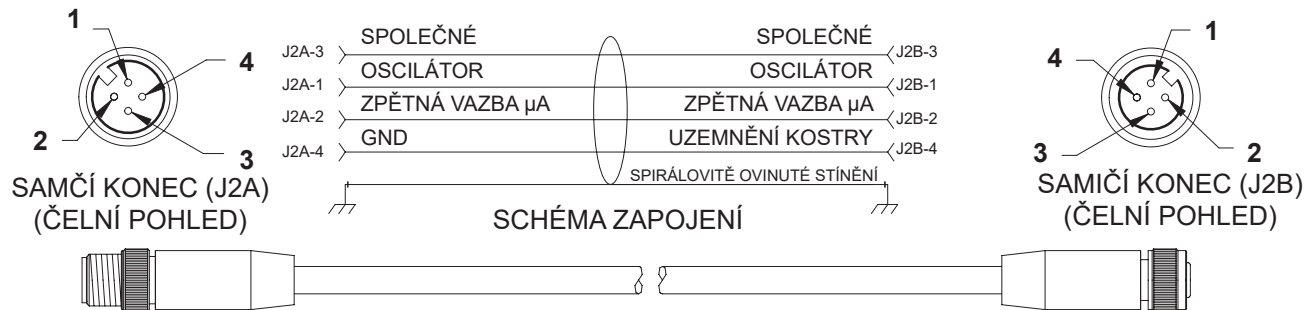 1
4
2
3
SAMČÍ KONEC (J2A)
(ČELNÍ POHLED)
J2A-3 SPOLEČNÉ SPOLEČNÉ J2B-3
J2A-1 OSCILÁTOR OSCILÁTOR J2B-1
J2A-2 ZPĚTNÁ VAZBA µA ZPĚTNÁ VAZBA µA J2B-2
J2A-4 GND UZEMNĚNÍ KOSTRY J2B-4
SPIRÁLOVITĚ OVINUTÉ STÍNĚNÍ
SCHÉMA ZAPOJENÍ
1
4
3
2
SAMIČÍ KONEC (J2B)
(ČELNÍ POHLED)